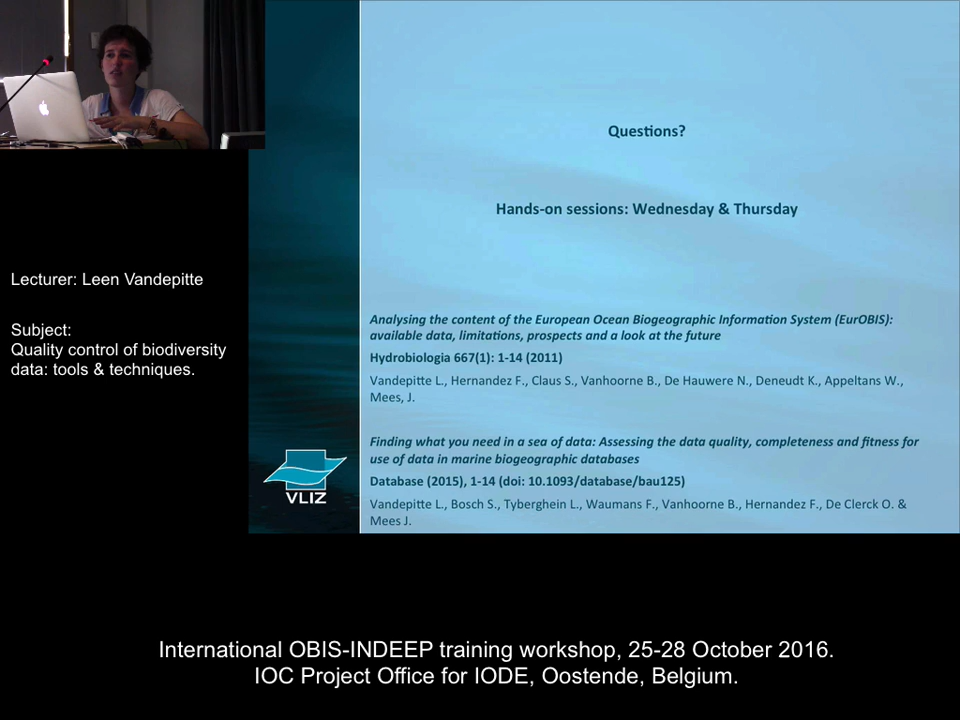 Questions?
Hands-on sessions: Wednesday & Thursday
Lecturer: Leen Vandepitte
Subject:
Quality control of biodiversity
data: tools & techniques.
Analysing the content of the European Ocean Biogeographic Information System (EurOBIS):
available data, limitations, prospects and a look at the future
Hydrobiologia 667(1): 1-14 (2011)
Vandepitte L., Hernandez F., Claus S., Vanhoorne B., De Hauwere N., Deneudt K., Appeltans W.,
Mees, J.
Finding what you need in a sea of data: Assessing the data quality, completeness and fitness for
use of data in marine biogeographic databases
Database (2015), 1-14 (doi: 10.1093/database/bau125)
Vandepitte L., Bosch S., Tyberghein L., Waumans F., Vanhoorne B., Hernandez F., De Clerck O. &
Mees J.
VLIZ
International OBIS-INDEEP training workshop, 25-28 October 2016.
IOC Project Office for IODE, Oostende, Belgium.